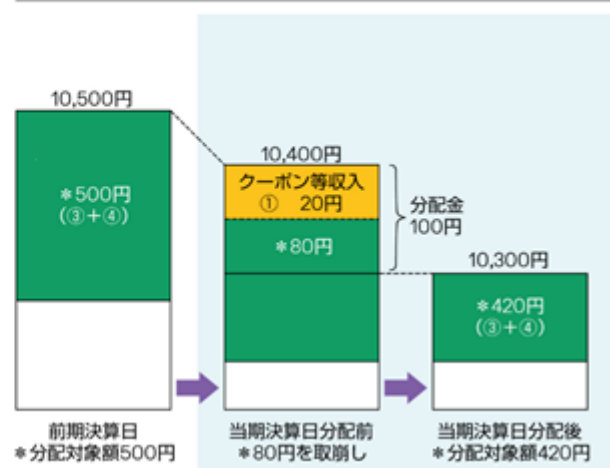 10,500円
*500円
(③+④)
前期決算日
*分配対象額500円
10,400円
クーポン等収入
① 20円
*80円
分配金
100円
当期決算日分配前
*80円を取崩し
10,300円
*420円
(③+④)
当期決算日分配後
*分配対象額420円